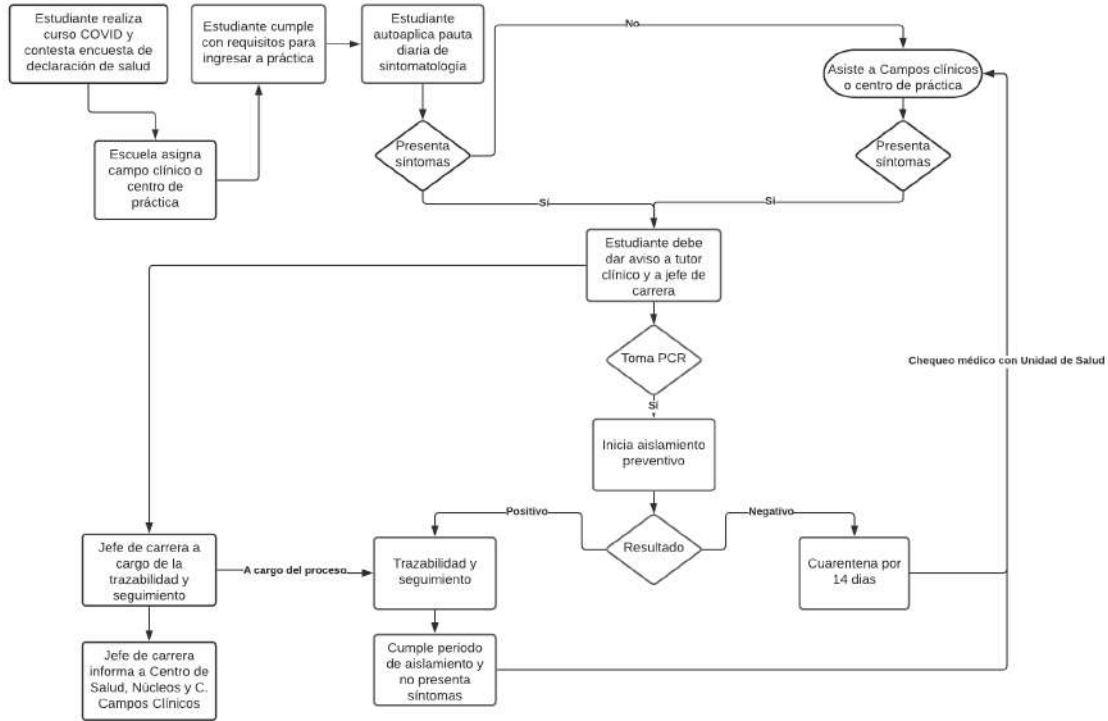 Estudiante realiza
curso COVID y
contesta encuesta de
declaración de salud
Escuela asigna
campo clínico o
centro de
práctica
Estudiante cumple
con requisitos para
ingresar a práctica
Estudiante
autoaplica pauta
diaria de
sintomatología
Presenta
síntomas
No
Asiste a Campos clínicos
o centro de práctica
Presenta
síntomas
Sí
Sí
Estudiante debe
dar aviso a tutor
clínico y a jefe de
carrera
Toma PCR
Sí
Inicia aislamiento
preventivo
Resultado
Positivo
Negativo
Jefe de carrera a
cargo de la
trazabilidad y
seguimiento
A cargo del proceso
Trazabilidad y
seguimiento
Cuarentena por
14 dias
Chequeo médico con Unidad de Salud
Jefe de carrera
informa a Centro de
Salud, Núcleos y C.
Campos Clínicos
Cumple periodo
de aislamiento y
no presenta
síntomas